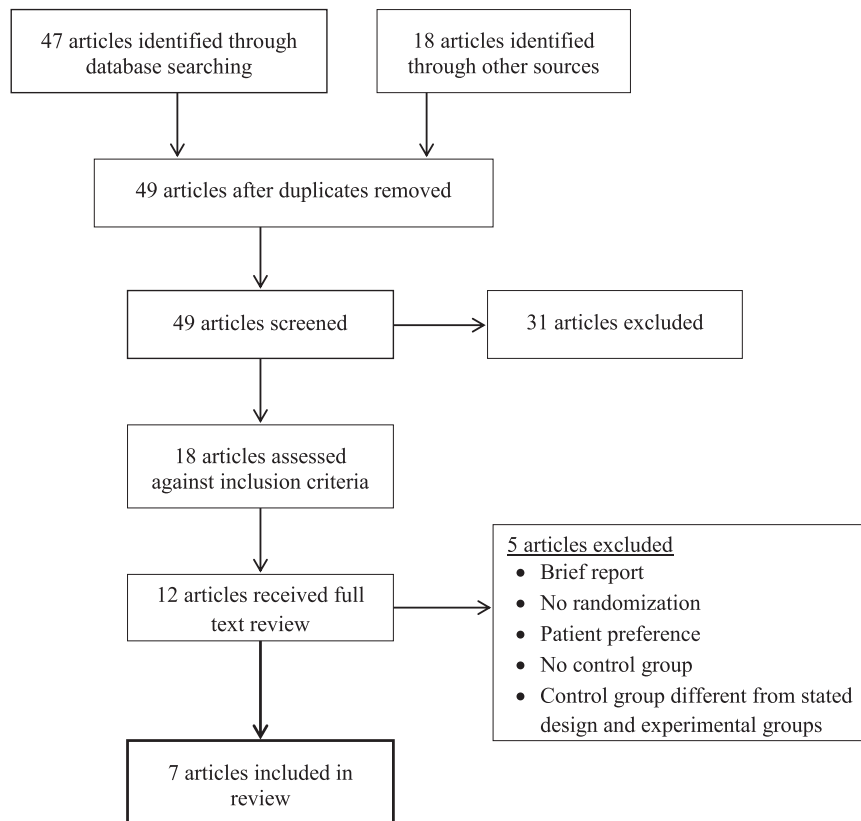 47 articles identified through
database searching
18 articles identified
through other sources
49 articles after duplicates removed
49 articles screened
31 articles excluded
18 articles assessed
against inclusion criteria
12 articles received full
text review
5 articles excluded
• Brief report
• No randomization
• Patient preference
• No control group
• Control group different from stated
design and experimental groups
7 articles included in
review